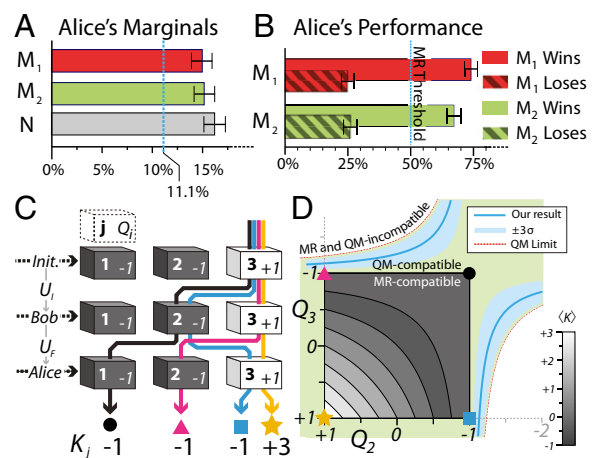 A Alice's Marginals
M1
M2
N
0% 5% 10% 15%
11.1%
B Alice's Performance
M1
M2
MR Threshold
0% 25% 50% 75%
M1 Wins
M1 Loses
M2 Wins
M2 Loses
C
j Qi
Init. 1 -1 2 -1 3 +1
UI
Bob 1 -1 2 -1 3 +1
UF
Alice 1 -1 2 -1 3 +1
Kj -1 -1 -1 +3
D
Our result
±3σ
QM Limit
MR and QM-incompatible
QM-compatible
MR-compatible
-1
Q3
0
+1
+1 Q2 0 -1 -2
⟨K⟩
+3
+2
+1
0
-1